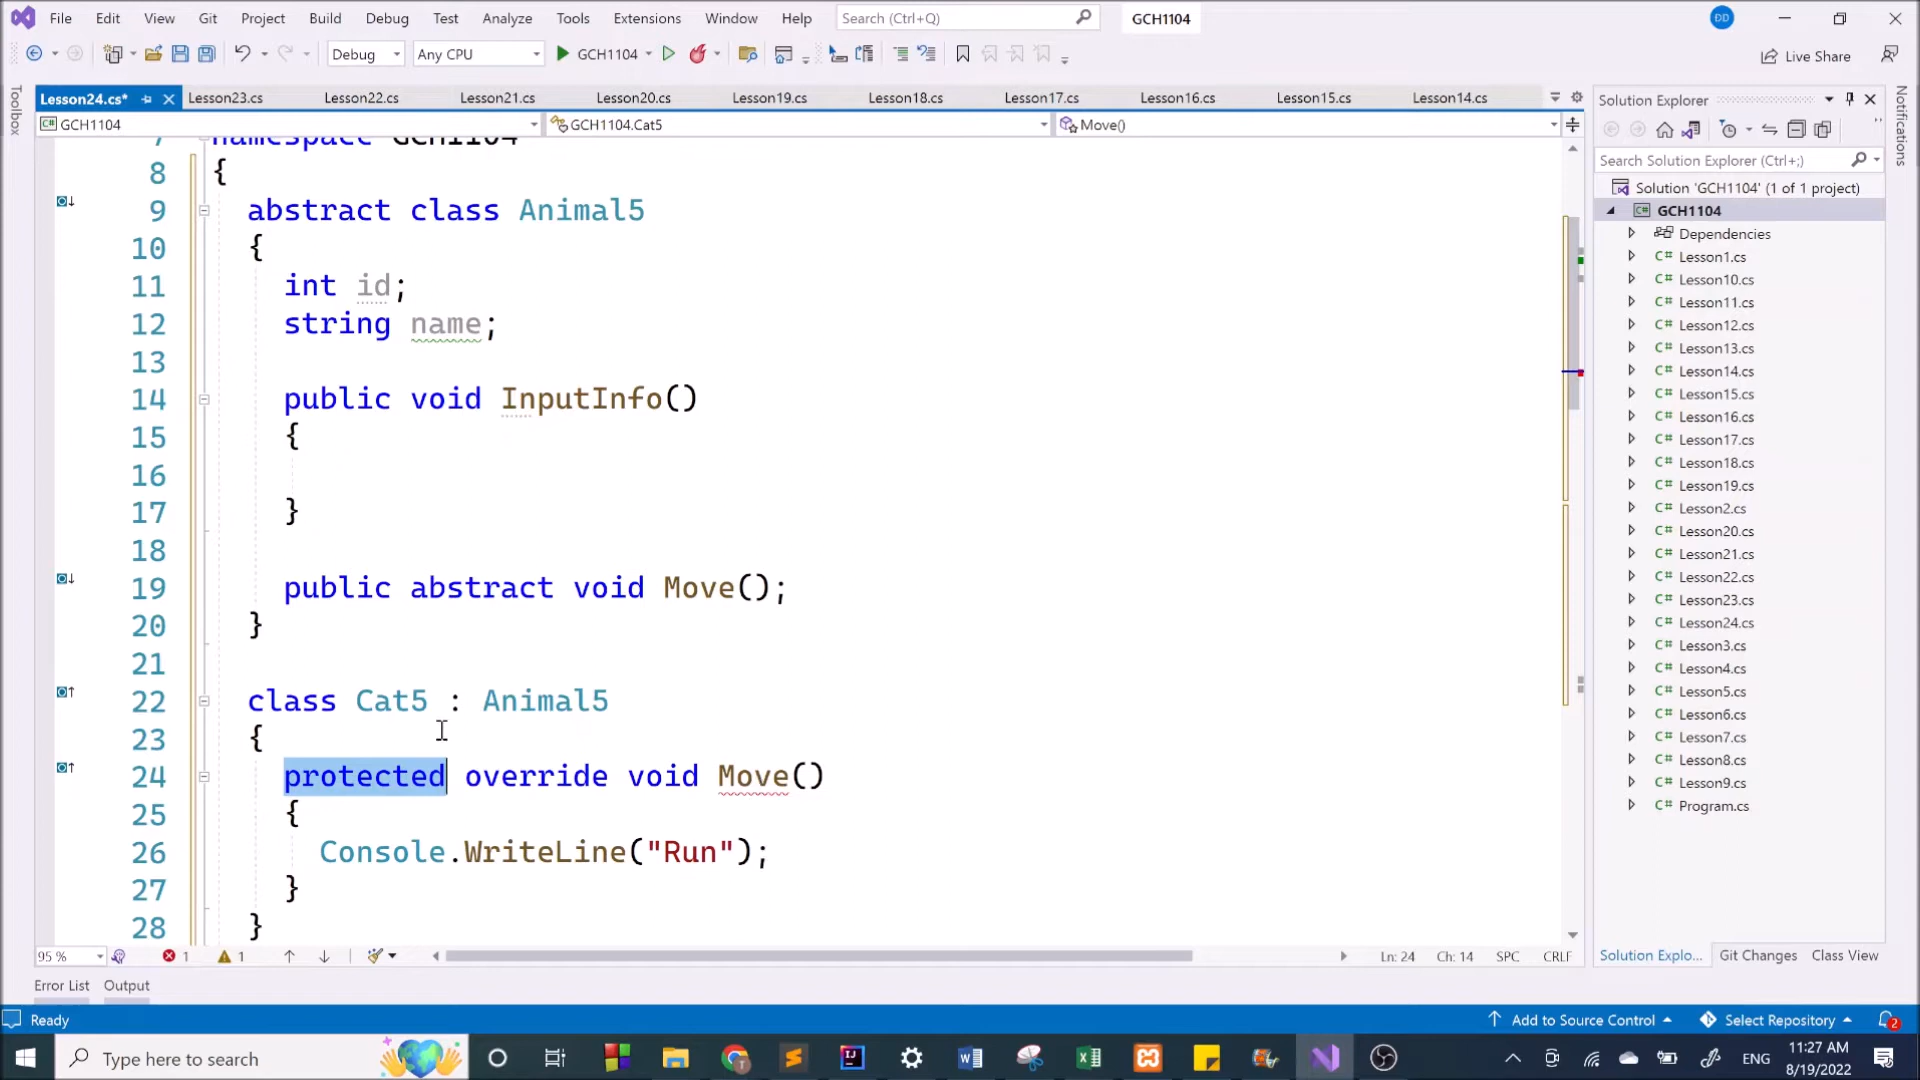 File Edit View Git Project Build Debug Test Analyze Tools Extensions Window Help Search (Ctrl+Q) GCH1104 ĐD
Debug Any CPU GCH1104 Live Share
Lesson24.cs* Lesson23.cs Lesson22.cs Lesson21.cs Lesson20.cs Lesson19.cs Lesson18.cs Lesson17.cs Lesson16.cs Lesson15.cs Lesson14.cs
GCH1104 GCH1104.Cat5 Move()
7 namespace GCH1104
8 {
9 abstract class Animal5
10 {
11 int id;
12 string name;
13
14 public void InputInfo()
15 {
16
17 }
18
19 public abstract void Move();
20 }
21
22 class Cat5 : Animal5
23 {
24 protected override void Move()
25 {
26 Console.WriteLine("Run");
27 }
28 }
95 % 1 1 Ln: 24 Ch: 14 SPC CRLF
Toolbox
Notifications
Solution Explorer
Search Solution Explorer (Ctrl+;)
Solution 'GCH1104' (1 of 1 project)
C# GCH1104
Dependencies
C# Lesson1.cs
C# Lesson10.cs
C# Lesson11.cs
C# Lesson12.cs
C# Lesson13.cs
C# Lesson14.cs
C# Lesson15.cs
C# Lesson16.cs
C# Lesson17.cs
C# Lesson18.cs
C# Lesson19.cs
C# Lesson2.cs
C# Lesson20.cs
C# Lesson21.cs
C# Lesson22.cs
C# Lesson23.cs
C# Lesson24.cs
C# Lesson3.cs
C# Lesson4.cs
C# Lesson5.cs
C# Lesson6.cs
C# Lesson7.cs
C# Lesson8.cs
C# Lesson9.cs
C# Program.cs
Solution Explo... Git Changes Class View
Error List Output
Ready Add to Source Control Select Repository 2
Type here to search ENG 11:27 AM
8/19/2022